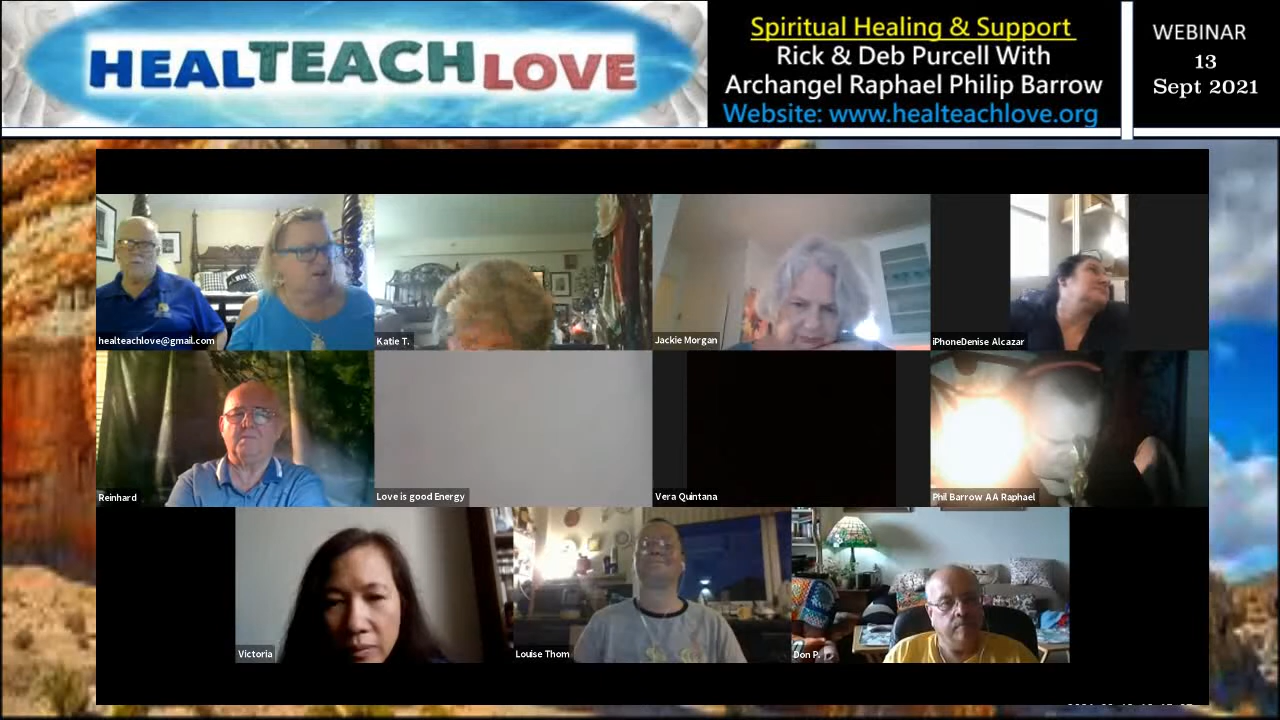 HEALTEACHLOVE
Spiritual Healing & Support
Rick & Deb Purcell With
Archangel Raphael Philip Barrow
Website: www.healteachlove.org
WEBINAR
13
Sept 2021
healteachlove@gmail.com
Katie T.
Jackie Morgan
iPhoneDenise Alcazar
Reinhard
Love is good Energy
Vera Quintana
Phil Barrow AA Raphael
Victoria
Louise Thom
Don P.